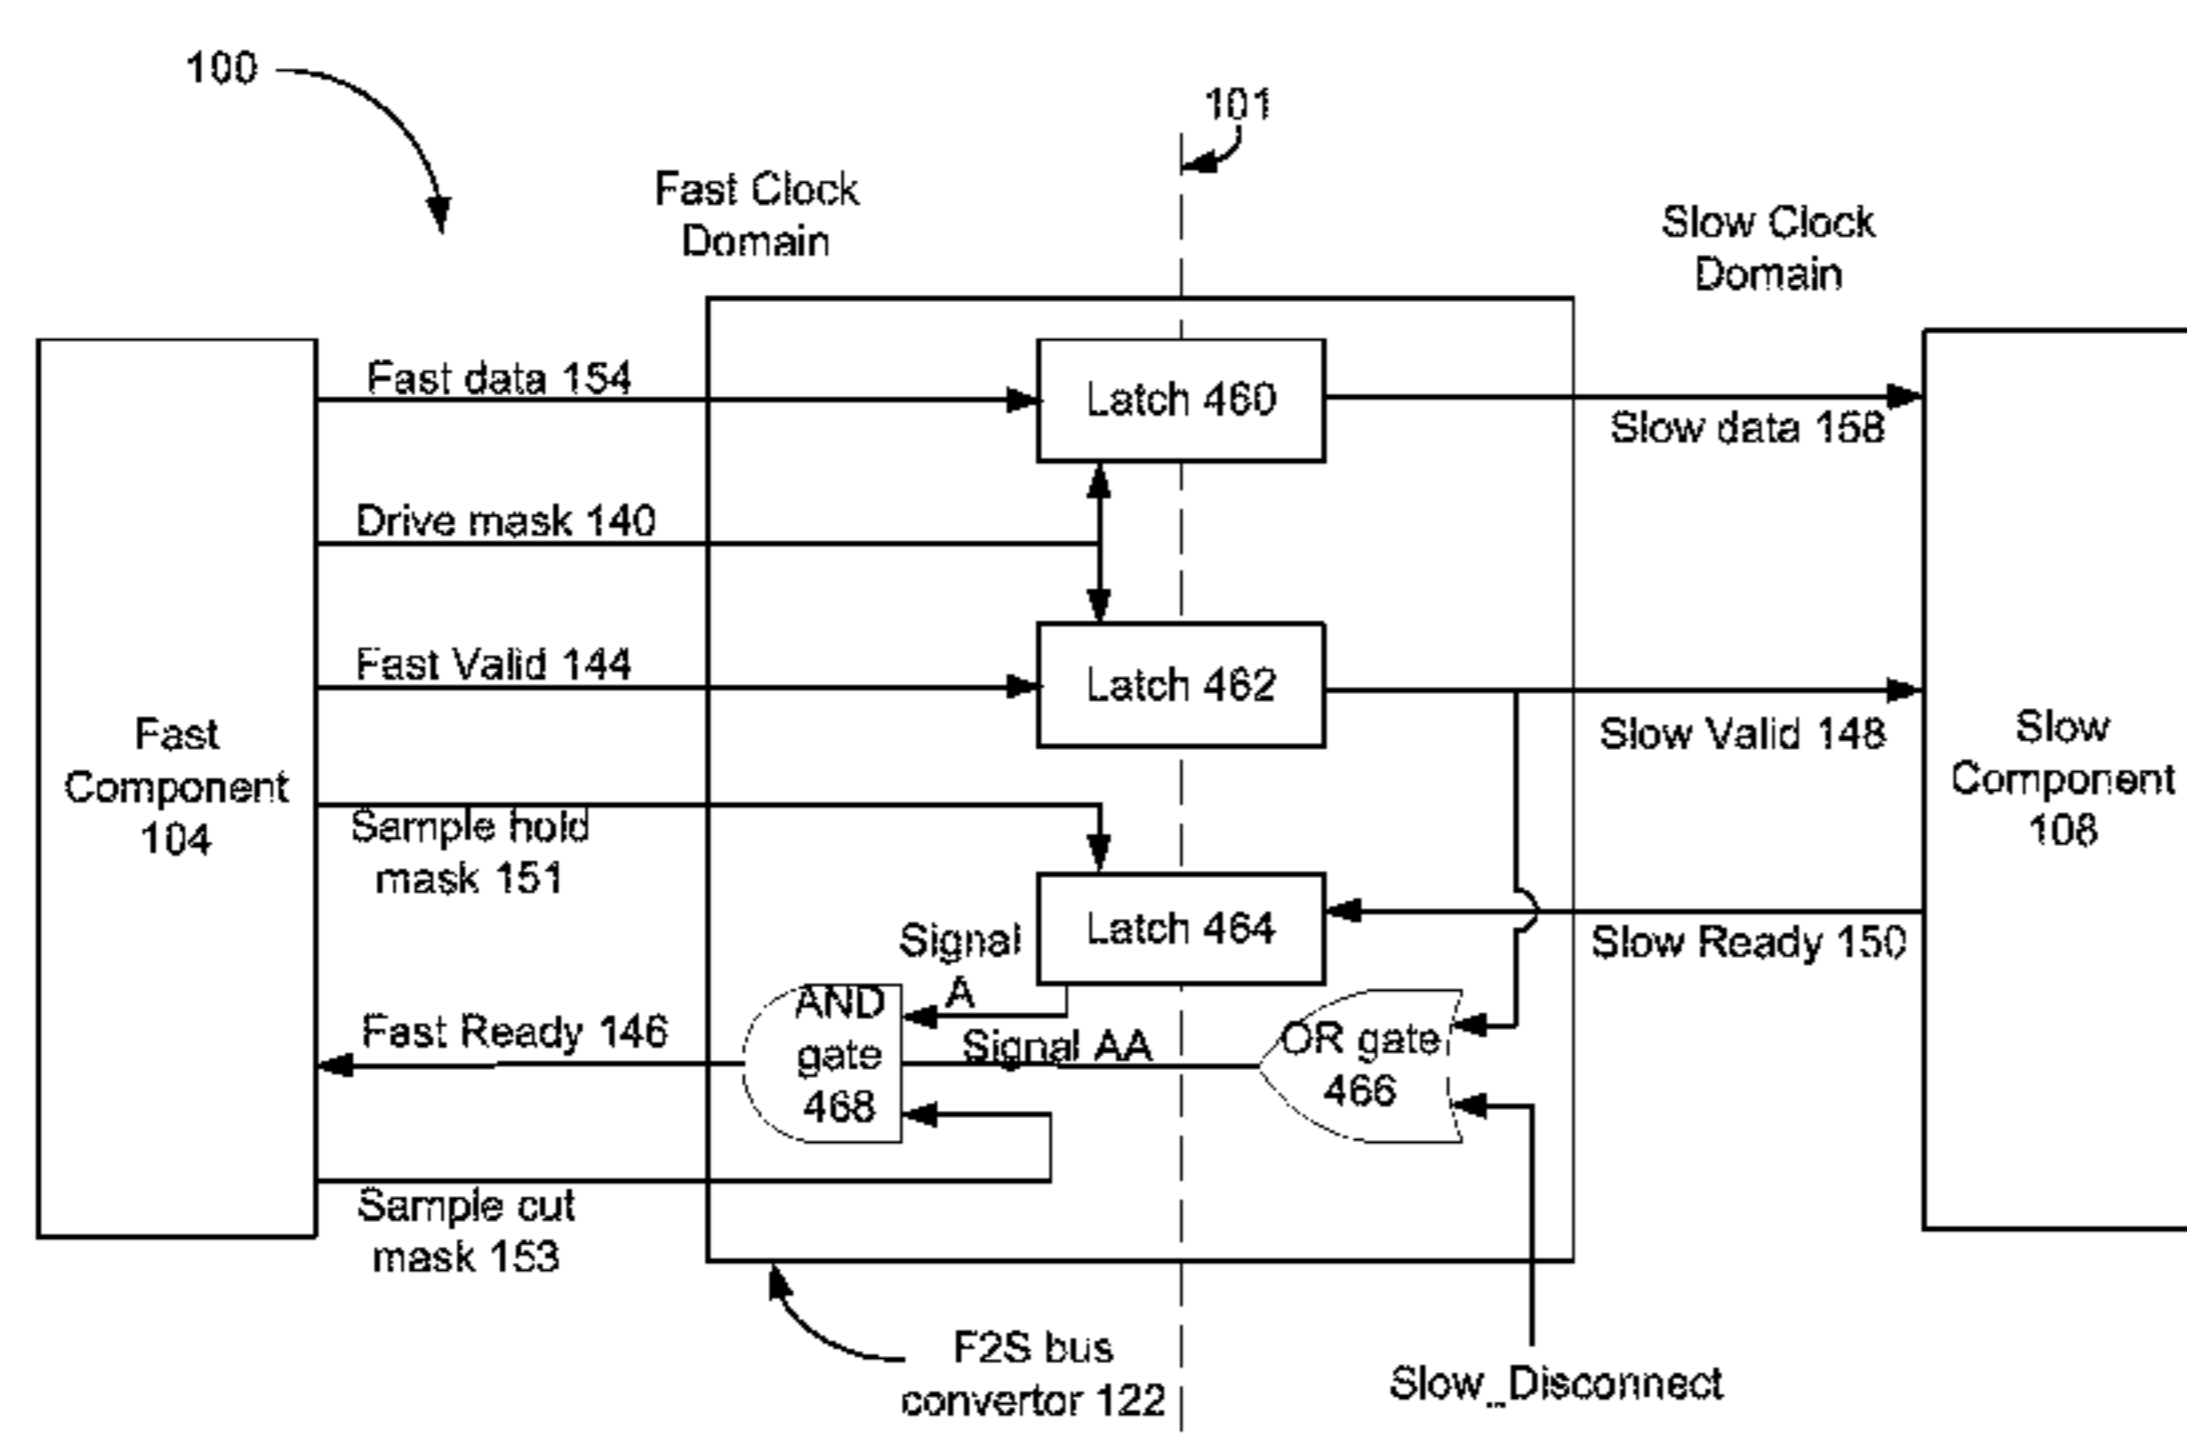 100
101
Fast Clock
Domain
Slow Clock
Domain
Fast data 154
Latch 460
Slow data 158
Drive mask 140
Fast Valid 144
Latch 462
Slow Valid 148
Fast
Component
104
Slow
Component
108
Sample hold
mask 151
Latch 464
Slow Ready 150
Signal
A
AND
gate
468
Fast Ready 146
Signal AA
OR gate
466
Sample cut
mask 153
F2S bus
convertor 122
Slow_Disconnect